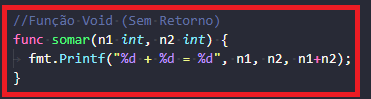 //Função Void (Sem Retorno)
func somar(n1 int, n2 int) {
fmt.Printf("%d + %d = %d", n1, n2, n1+n2);
}